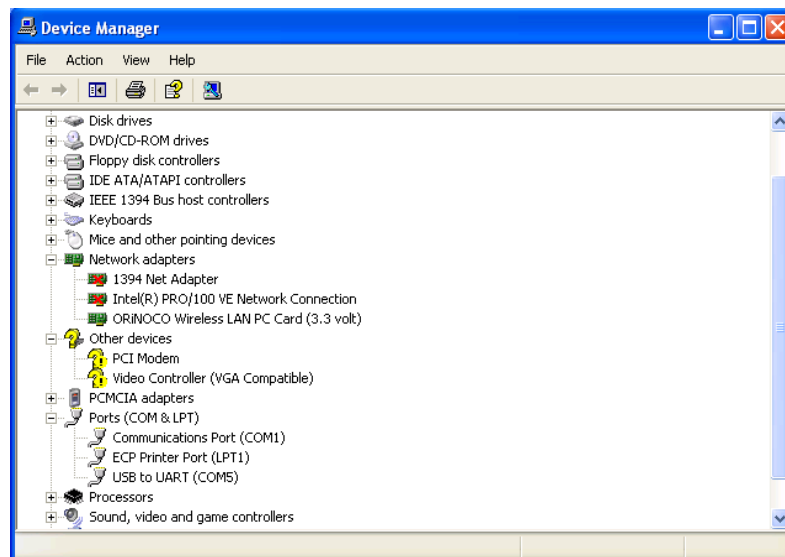 Device Manager
File Action View Help
Disk drives
DVD/CD-ROM drives
Floppy disk controllers
IDE ATA/ATAPI controllers
IEEE 1394 Bus host controllers
Keyboards
Mice and other pointing devices
Network adapters
1394 Net Adapter
Intel(R) PRO/100 VE Network Connection
ORiNOCO Wireless LAN PC Card (3.3 volt)
Other devices
PCI Modem
Video Controller (VGA Compatible)
PCMCIA adapters
Ports (COM & LPT)
Communications Port (COM1)
ECP Printer Port (LPT1)
USB to UART (COM5)
Processors
Sound, video and game controllers